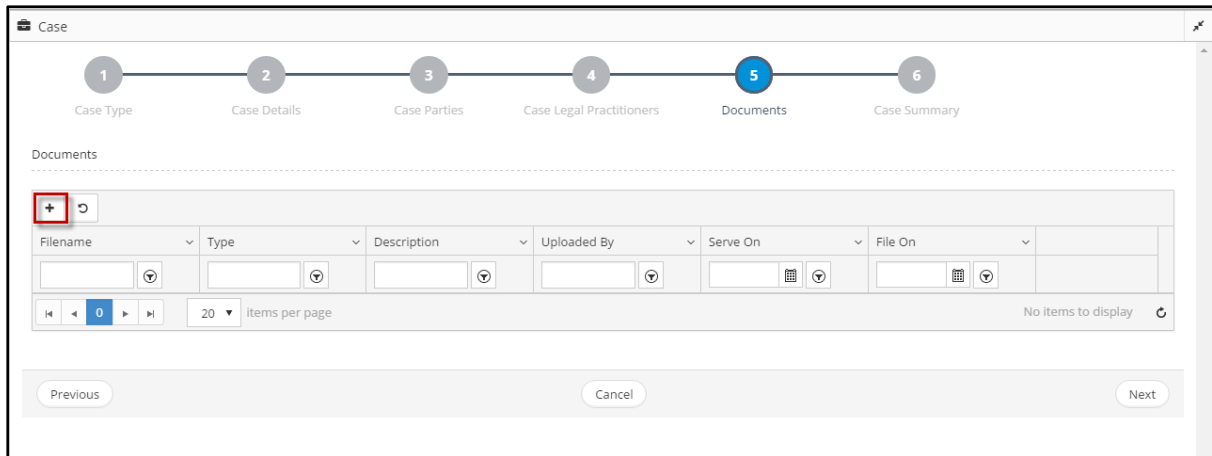 Case
1 2 3 4 5 6
Case Type Case Details Case Parties Case Legal Practitioners Documents Case Summary
Documents
+
Filename Type Description Uploaded By Serve On File On
0 20 items per page No items to display
Previous Cancel Next